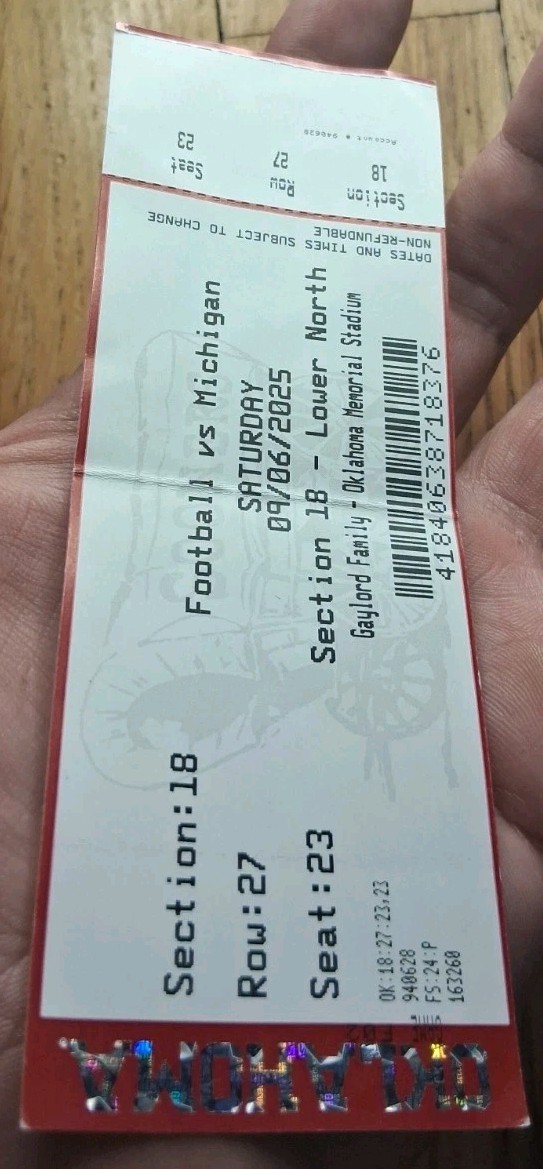 Section:18
Row:27
Seat:23
Football vs Michigan
SATURDAY
09/06/2025
Section 18 - Lower North
Gaylord Family - Oklahoma Memorial Stadium
41840638718376
OK:18:27:23,23
940628
FS:24:P
163260
DATES AND TIMES SUBJECT TO CHANGE
NON-REFUNDABLE
Section
18
Row
27
Seat
23
Account # 940628
OKLAHOMA